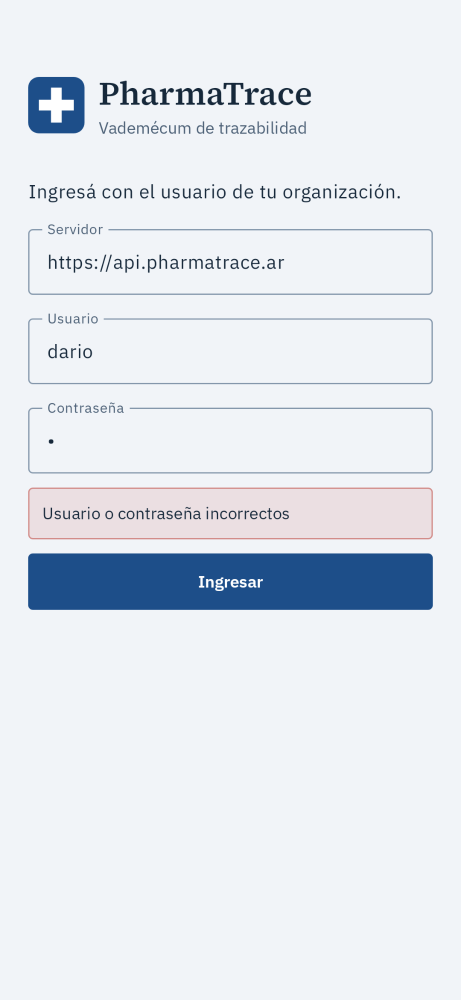 PharmaTrace
Vademécum de trazabilidad
Ingresá con el usuario de tu organización.
Servidor
https://api.pharmatrace.ar
Usuario
dario
Contraseña
•
Usuario o contraseña incorrectos
Ingresar